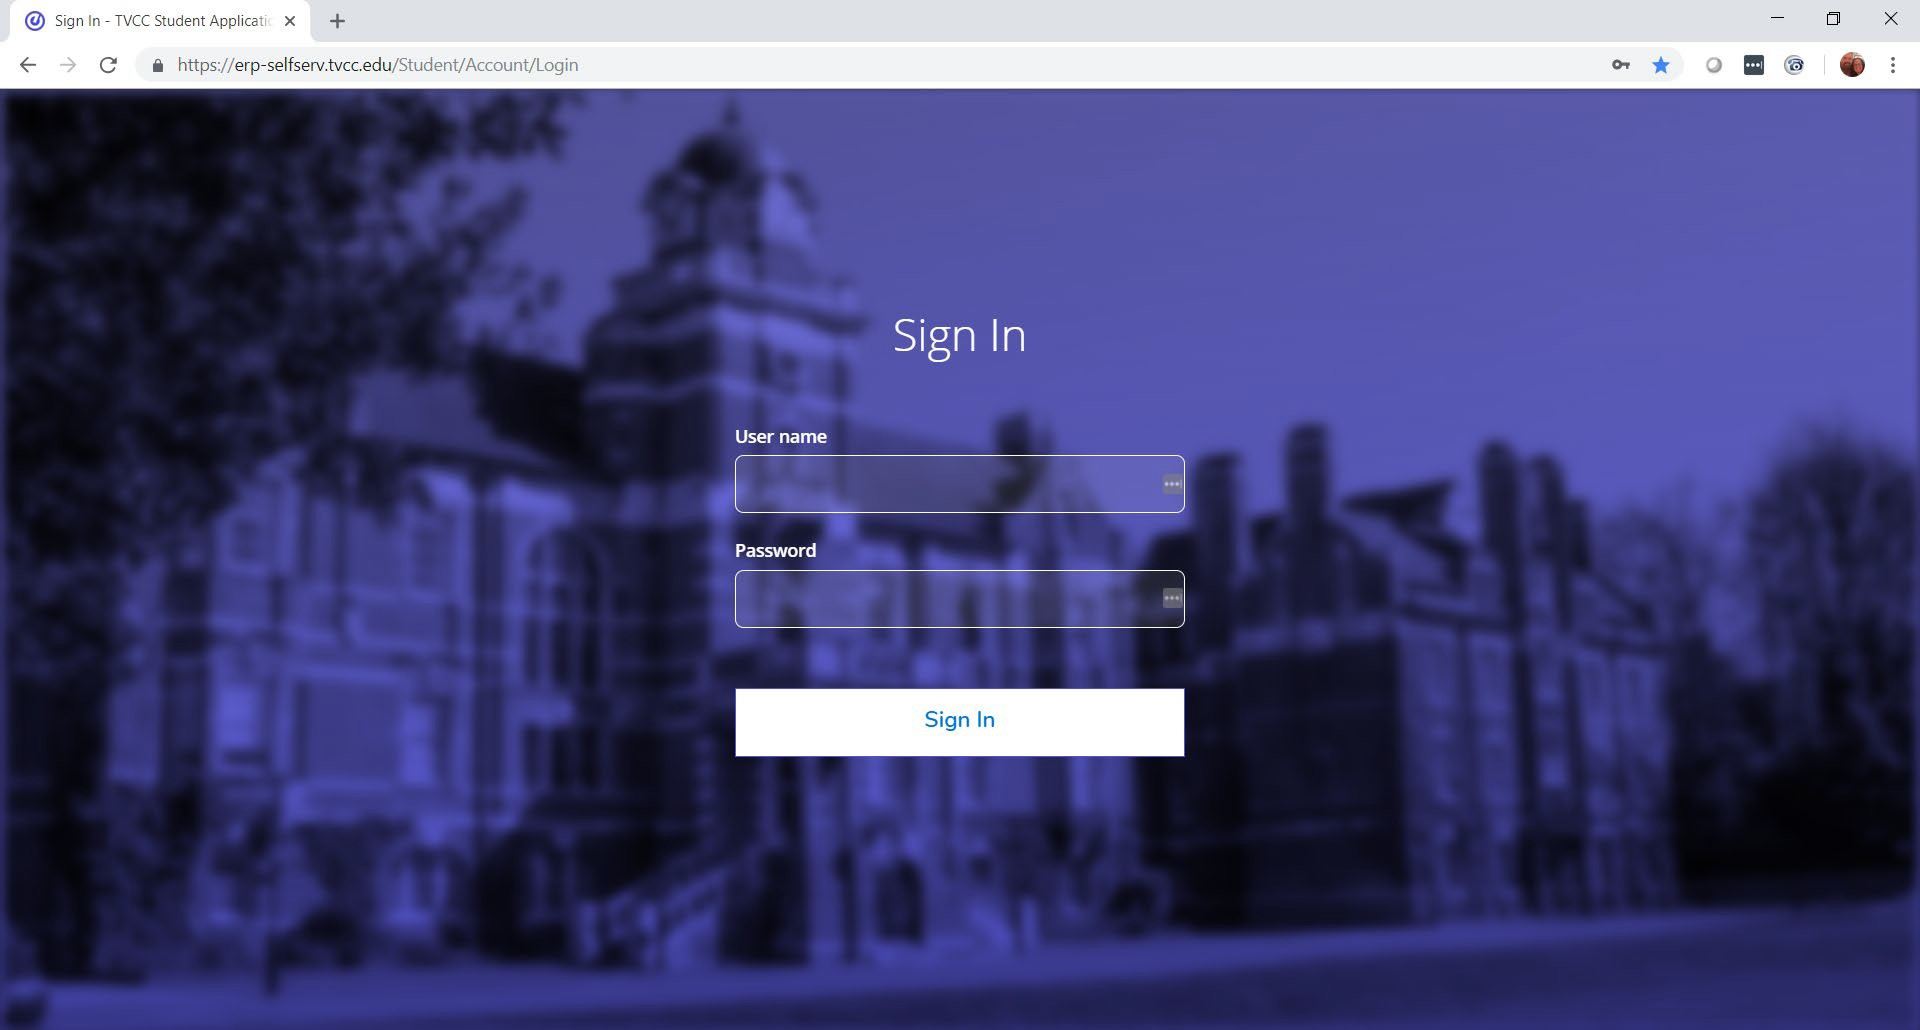 Sign In - TVCC Student Applicatio
https://erp-selfserv.tvcc.edu/Student/Account/Login
Sign In
User name
Password
Sign In